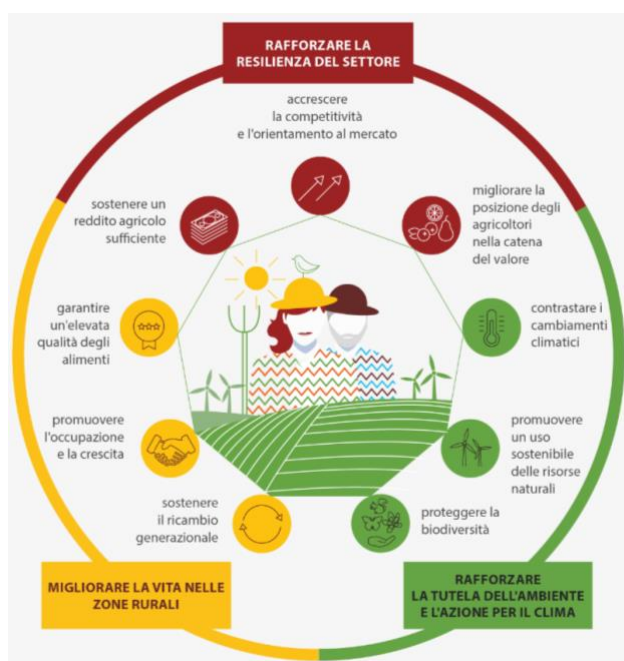 RAFFORZARE LA
RESILIENZA DEL SETTORE
accrescere
la competitività
e l'orientamento al mercato
sostenere un
reddito agricolo
sufficiente
migliorare la
posizione degli
agricoltori
nella catena
del valore
garantire
un'elevata
qualità degli
alimenti
contrastare i
cambiamenti
climatici
promuovere
l'occupazione
e la crescita
promuovere
un uso
sostenibile
delle risorse
naturali
sostenere
il ricambio
generazionale
proteggere la
biodiversità
MIGLIORARE LA VITA NELLE
ZONE RURALI
RAFFORZARE
LA TUTELA DELL'AMBIENTE
E L'AZIONE PER IL CLIMA